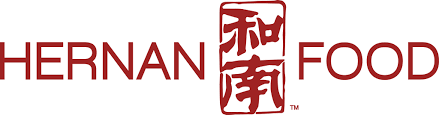 HERNAN 和南 FOOD ™